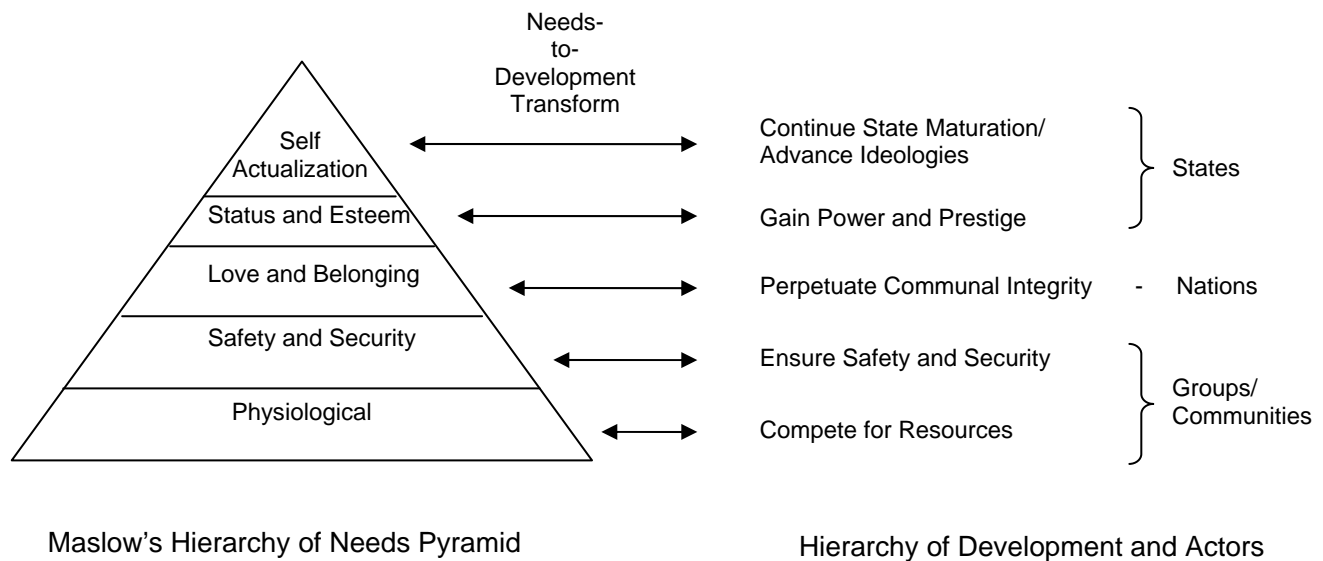 Needs-
to-
Development
Transform
Self
Actualization
Status and Esteem
Love and Belonging
Safety and Security
Physiological
Continue State Maturation/
Advance Ideologies
Gain Power and Prestige
Perpetuate Communal Integrity - Nations
Ensure Safety and Security
Compete for Resources
States
Groups/
Communities
Maslow’s Hierarchy of Needs Pyramid
Hierarchy of Development and Actors